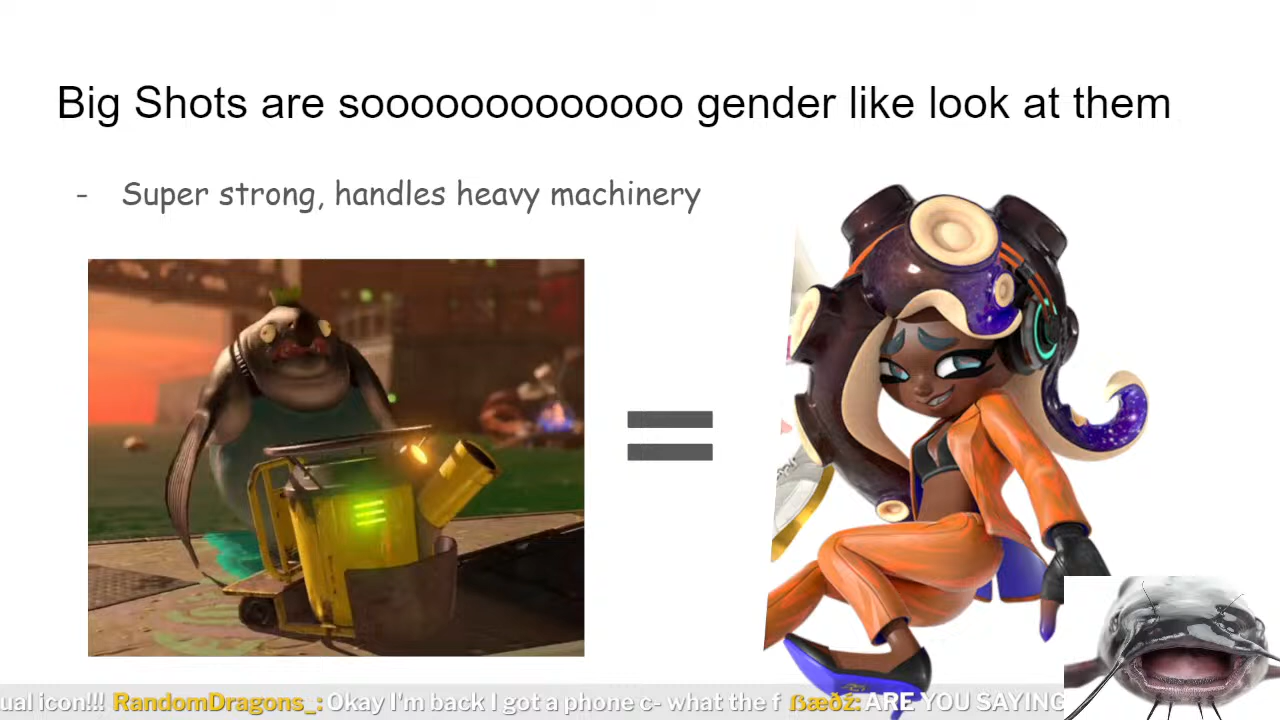 Big Shots are sooooooooooooo gender like look at them
- Super strong, handles heavy machinery
ual icon!!! RandomDragons_: Okay I'm back I got a phone c- what the f ßæðź: ARE YOU SAYING